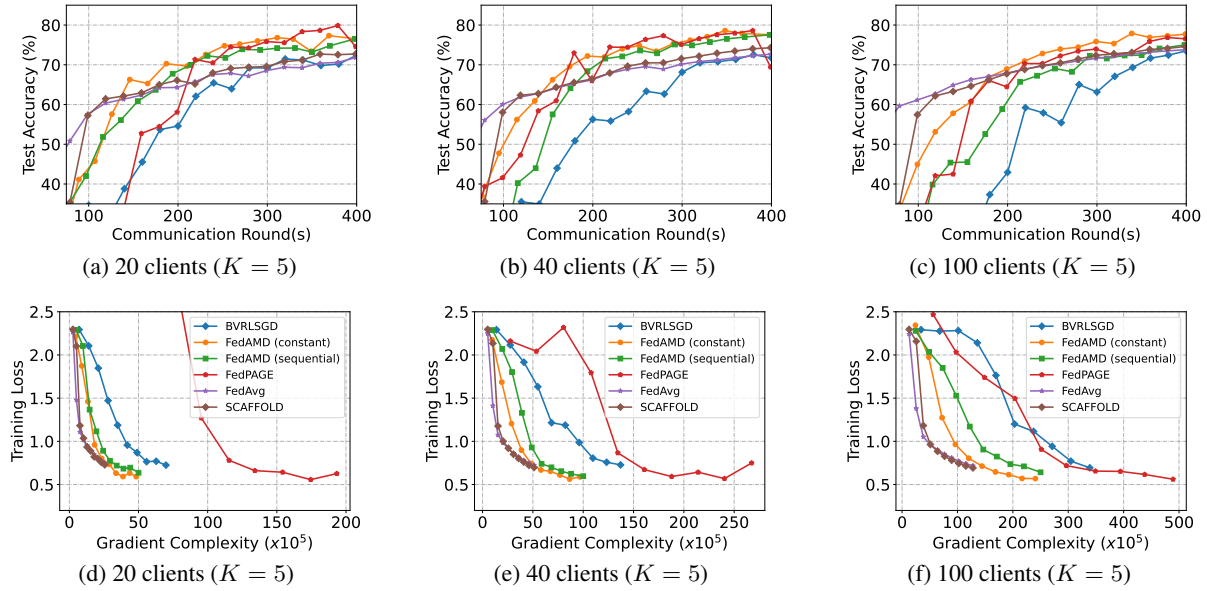 80
70
60
50
40
Test Accuracy (%)
100
200
300
400
Communication Round(s)
(a) 20 clients (K = 5)
80
70
60
50
40
Test Accuracy (%)
100
200
300
400
Communication Round(s)
(b) 40 clients (K = 5)
80
70
60
50
40
Test Accuracy (%)
100
200
300
400
Communication Round(s)
(c) 100 clients (K = 5)
2.5
2.0
1.5
1.0
0.5
Training Loss
BVRLSGD
FedAMD (constant)
FedAMD (sequential)
FedPAGE
FedAvg
SCAFFOLD
0
50
100
150
200
Gradient Complexity (x10⁵)
(d) 20 clients (K = 5)
2.5
2.0
1.5
1.0
0.5
Training Loss
BVRLSGD
FedAMD (constant)
FedAMD (sequential)
FedPAGE
FedAvg
SCAFFOLD
0
50
100
150
200
250
Gradient Complexity (x10⁵)
(e) 40 clients (K = 5)
2.5
2.0
1.5
1.0
0.5
Training Loss
BVRLSGD
FedAMD (constant)
FedAMD (sequential)
FedPAGE
FedAvg
SCAFFOLD
0
100
200
300
400
500
Gradient Complexity (x10⁵)
(f) 100 clients (K = 5)